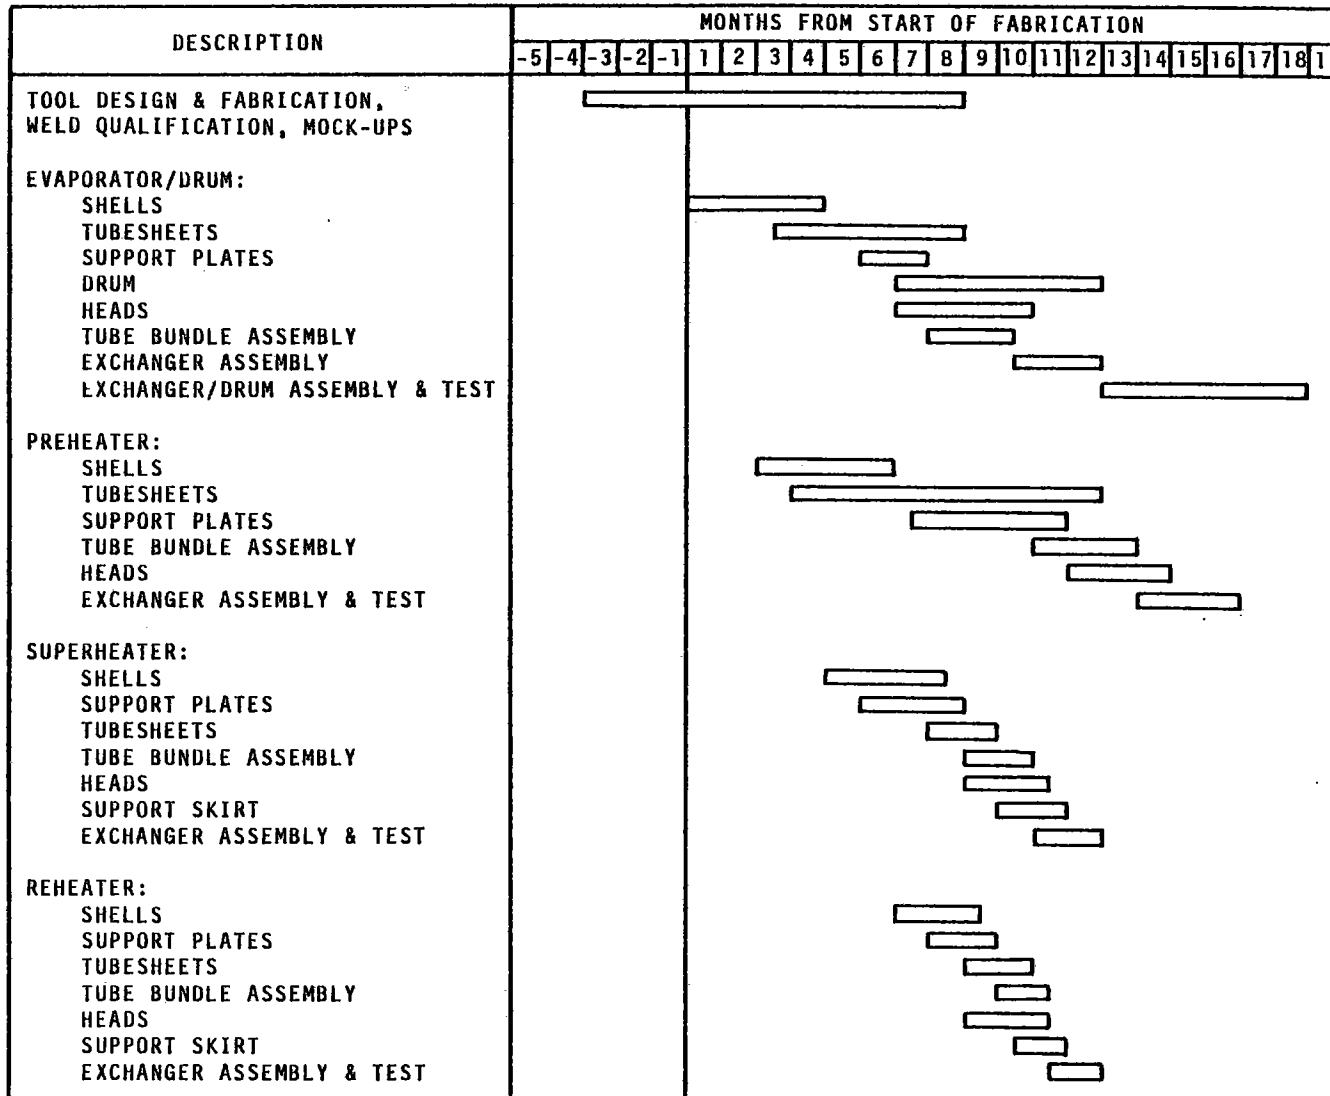 DESCRIPTION
MONTHS FROM START OF FABRICATION
-5 -4 -3 -2 -1 1 2 3 4 5 6 7 8 9 10 11 12 13 14 15 16 17 18 1
TOOL DESIGN & FABRICATION,
WELD QUALIFICATION, MOCK-UPS
EVAPORATOR/DRUM:
SHELLS
TUBESHEETS
SUPPORT PLATES
DRUM
HEADS
TUBE BUNDLE ASSEMBLY
EXCHANGER ASSEMBLY
EXCHANGER/DRUM ASSEMBLY & TEST
PREHEATER:
SHELLS
TUBESHEETS
SUPPORT PLATES
TUBE BUNDLE ASSEMBLY
HEADS
EXCHANGER ASSEMBLY & TEST
SUPERHEATER:
SHELLS
SUPPORT PLATES
TUBESHEETS
TUBE BUNDLE ASSEMBLY
HEADS
SUPPORT SKIRT
EXCHANGER ASSEMBLY & TEST
REHEATER:
SHELLS
SUPPORT PLATES
TUBESHEETS
TUBE BUNDLE ASSEMBLY
HEADS
SUPPORT SKIRT
EXCHANGER ASSEMBLY & TEST